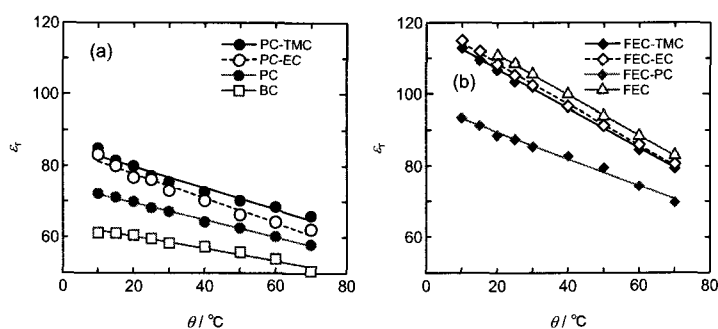 (a)
PC-TMC
PC-EC
PC
BC
120
100
80
60
εr
0 20 40 60 80
θ / °C
(b)
FEC-TMC
FEC-EC
FEC-PC
FEC
120
100
80
60
εr
0 20 40 60 80
θ / °C